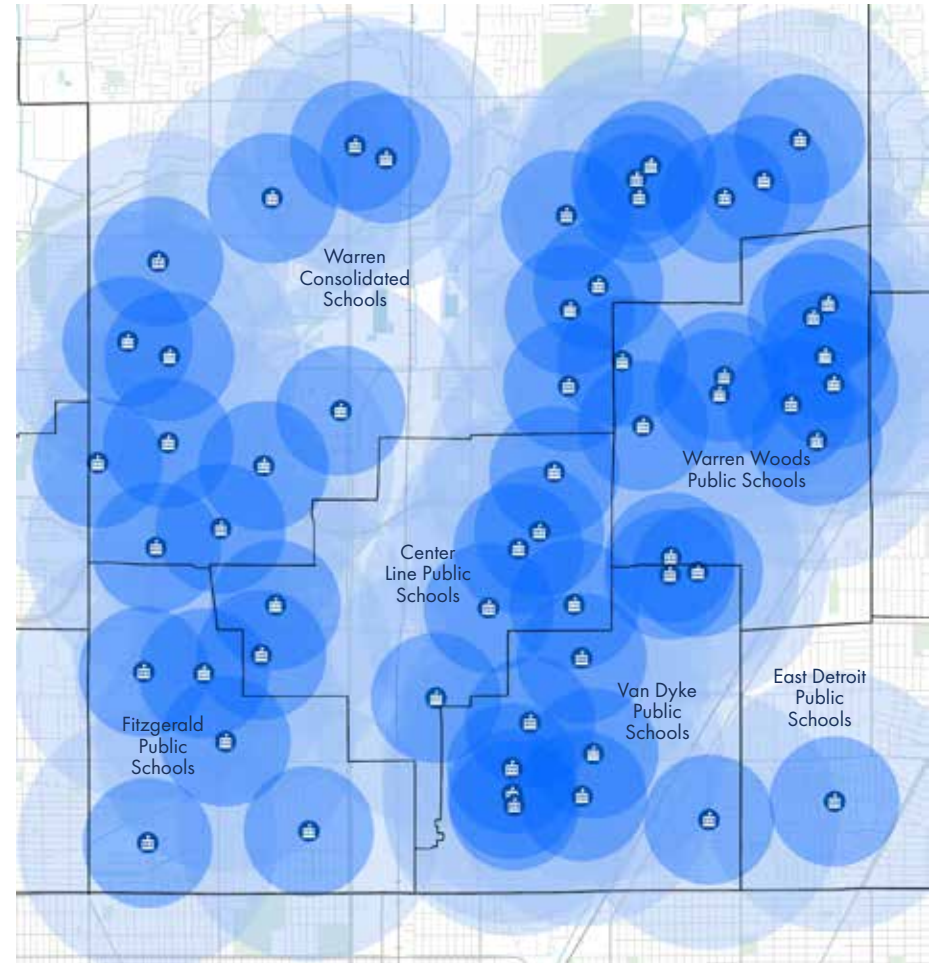 Warren
Consolidated
Schools
Warren Woods
Public Schools
Center
Line Public
Schools
East Detroit
Public
Schools
Van Dyke
Public
Schools
Fitzgerald
Public
Schools